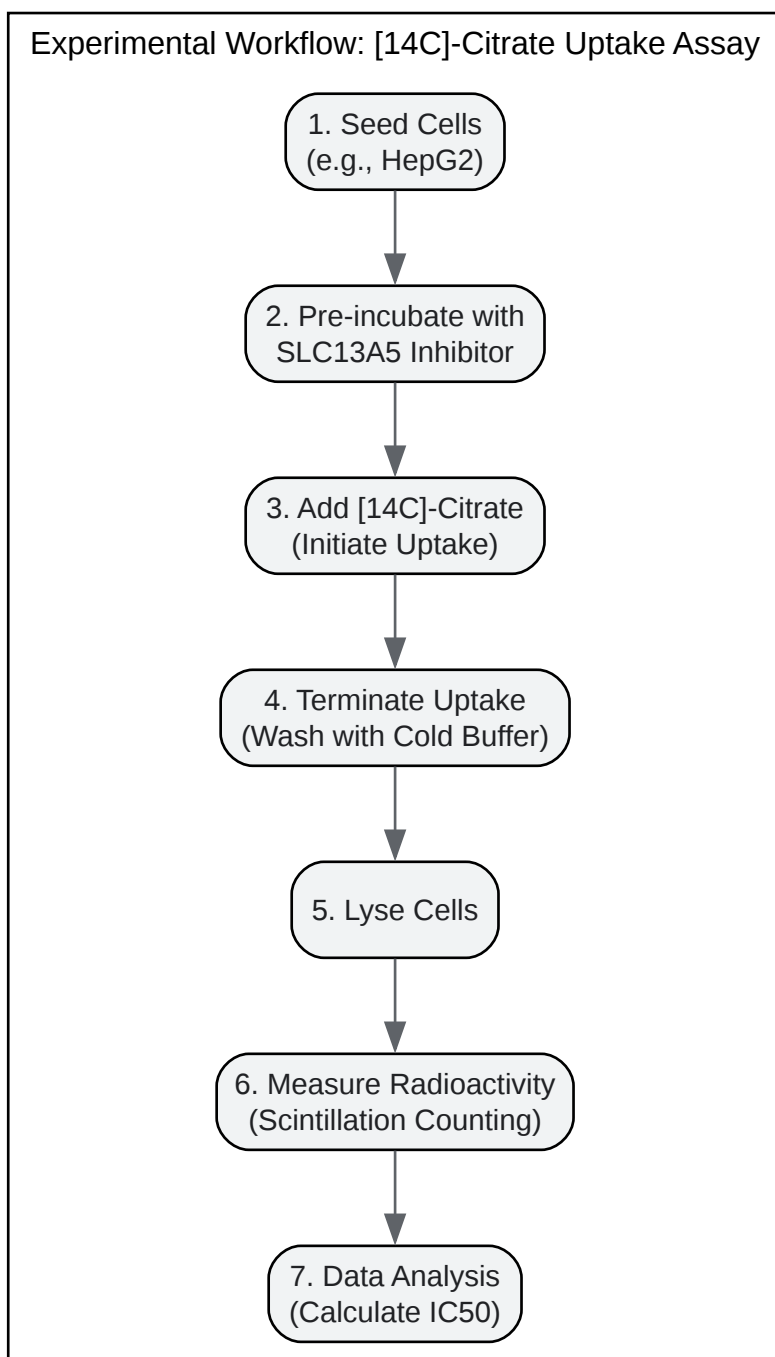 Experimental Workflow: [14C]-Citrate Uptake Assay
1. Seed Cells
(e.g., HepG2)
2. Pre-incubate with
SLC13A5 Inhibitor
3. Add [14C]-Citrate
(Initiate Uptake)
4. Terminate Uptake
(Wash with Cold Buffer)
5. Lyse Cells
6. Measure Radioactivity
(Scintillation Counting)
7. Data Analysis
(Calculate IC50)